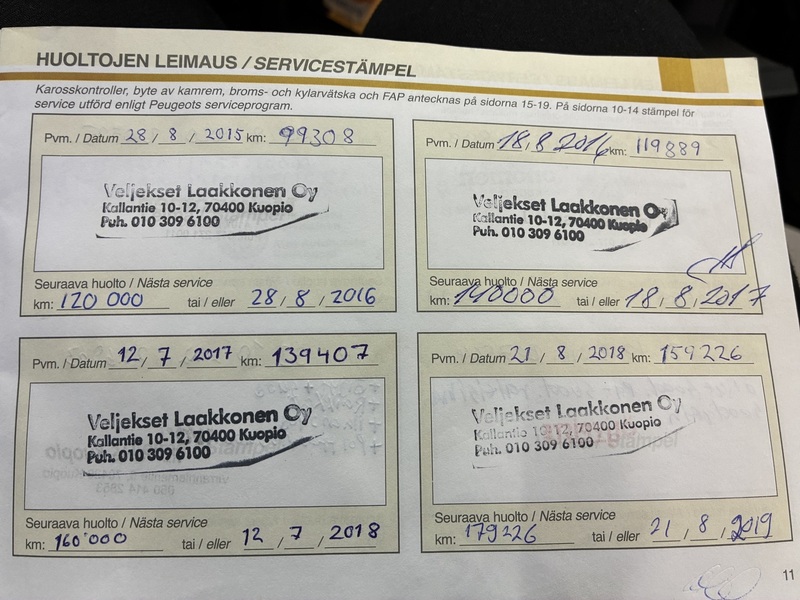 HUOLTOJEN LEIMAUS / SERVICESTÄMPEL
Karosskontroller, byte av kamrem, broms- och kylarvätska och FAP antecknas på sidorna 15-19. På sidorna 10-14 stämpel för
service utförd enligt Peugeots serviceprogram.
Pvm. / Datum 28 / 8 / 2015 km: 99308
Veljekset Laakkonen Oy
Kallantie 10-12, 70400 Kuopio
Puh. 010 309 6100
Seuraava huolto / Nästa service
km: 120 000 tai / eller 28 / 8 / 2016
Pvm. / Datum 18, 8 2016 km: 119889
Veljekset Laakkonen Oy
Kallantie 10-12, 70400 Kuopio
Puh. 010 309 6100
Seuraava huolto / Nästa service
km: 140000 tai / eller 18 / 8 / 2017
Pvm. / Datum 12 / 7 / 2017 km: 139407
Veljekset Laakkonen Oy
Kallantie 10-12, 70400 Kuopio
Puh. 010 309 6100
Seuraava huolto / Nästa service
km: 160'000 tai / eller 12 / 7 / 2018
Pvm. / Datum 21 / 8 / 2018 km: 159226
Veljekset Laakkonen Oy
Kallantie 10-12, 70400 Kuopio
Puh. 010 309 6100
Seuraava huolto / Nästa service
km: 179226 tai / eller 21 / 8 / 2019
11